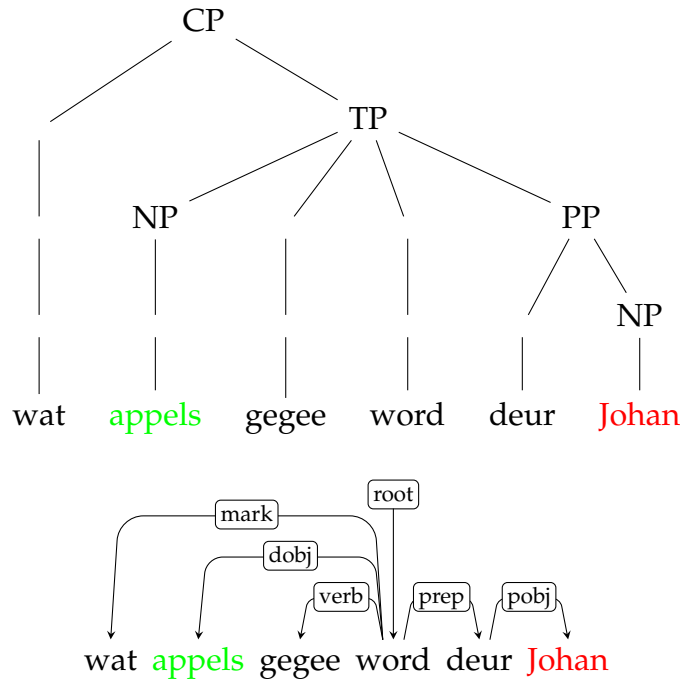 CP
TP
NP PP
NP
wat appels gegee word deur Johan
root
mark
dobj
verb prep pobj
wat appels gegee word deur Johan